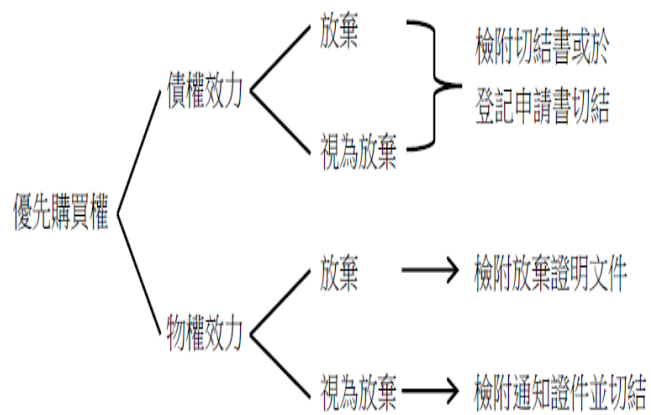 優先購買權
債權效力
放棄
視為放棄
檢附切結書或於
登記申請書切結
物權效力
放棄
檢附放棄證明文件
視為放棄
檢附通知證件並切結